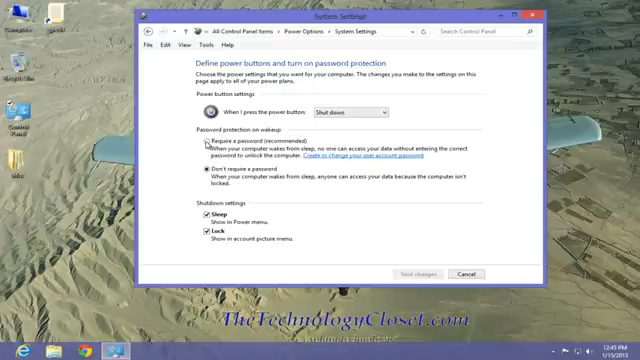 System Settings
All Control Panel Items
Power Options
System Settings
Search Control Panel
File
Edit
View
Tools
Help
Define power buttons and turn on password protection
Choose the power settings that you want for your computer. The changes you make to the settings on this
page apply to all of your power plans.
Power button settings
When I press the power button:
Shut down
Password protection on wakeup
Require a password (recommended)
When your computer wakes from sleep, no one can access your data without entering the correct
password to unlock the computer. Create or change your user account password
Don't require a password
When your computer wakes from sleep, anyone can access your data because the computer isn't
locked.
Shutdown settings
Sleep
Show in Power menu.
Lock
Show in account picture menu.
Save changes
Cancel
Computer
Recycle Bin
Control
Panel
Misc
TheTechnologyCloset.com
12:45 PM
1/15/2013